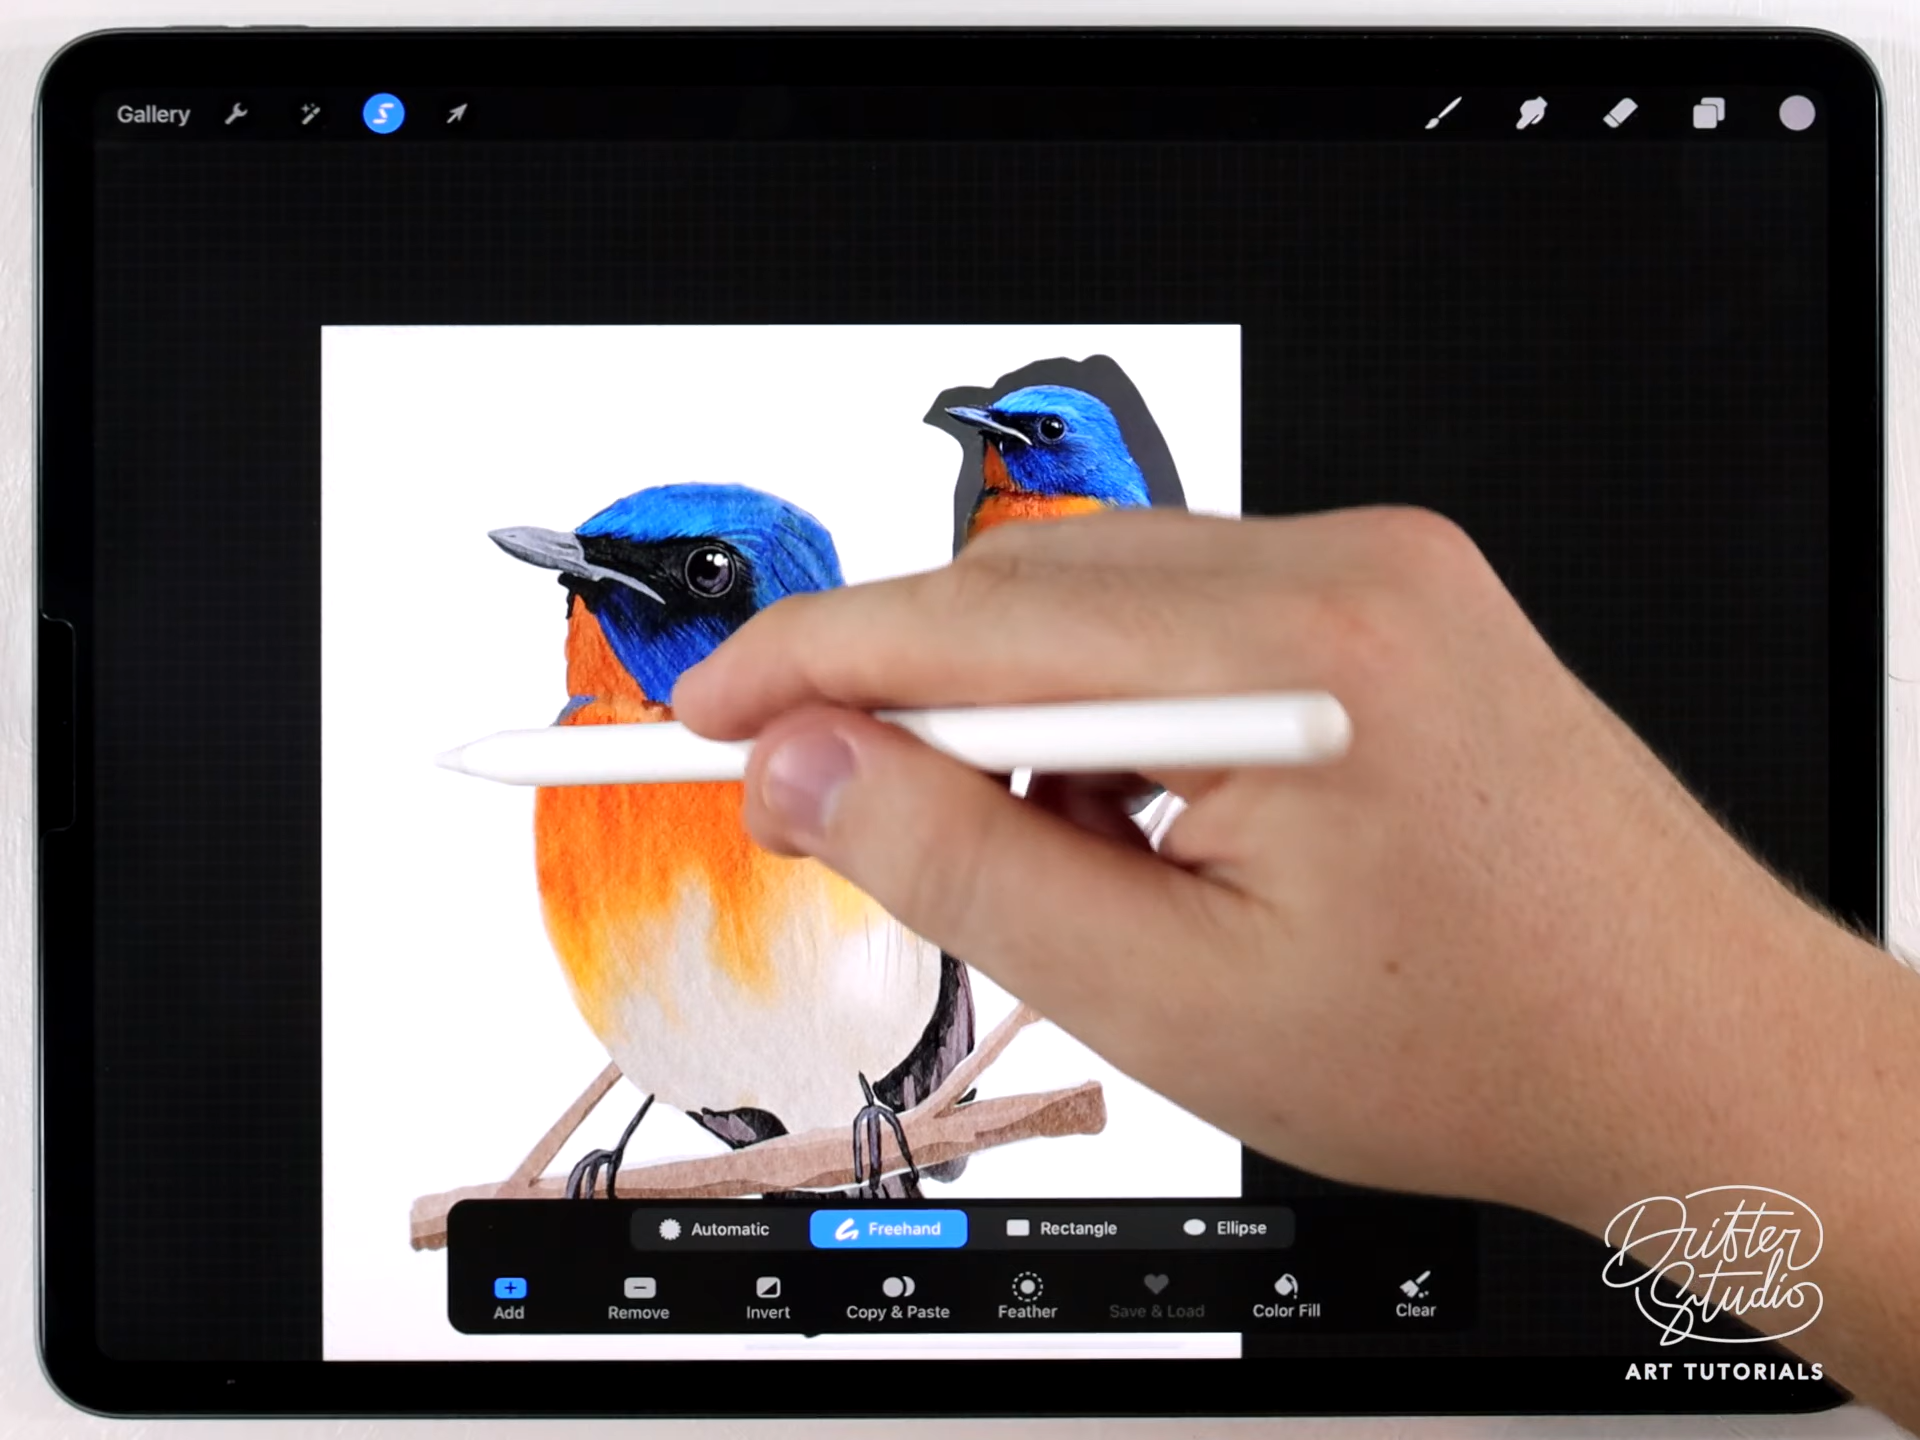 Gallery
Automatic
Freehand
Rectangle
Ellipse
Add
Remove
Invert
Copy & Paste
Feather
Save & Load
Color Fill
Clear
Drifter
Studio
ART TUTORIALS